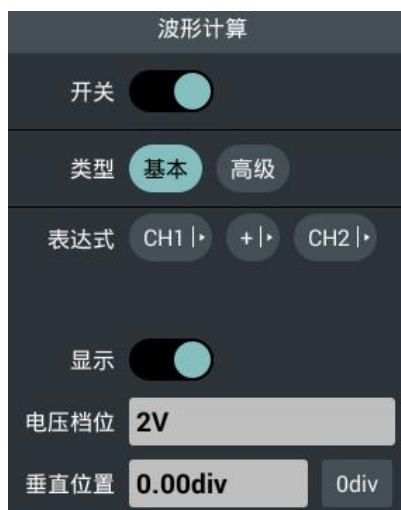 波形计算
开关
类型 基本 高级
表达式 CH1 + CH2
显示
电压档位 2V
垂直位置 0.00div 0div